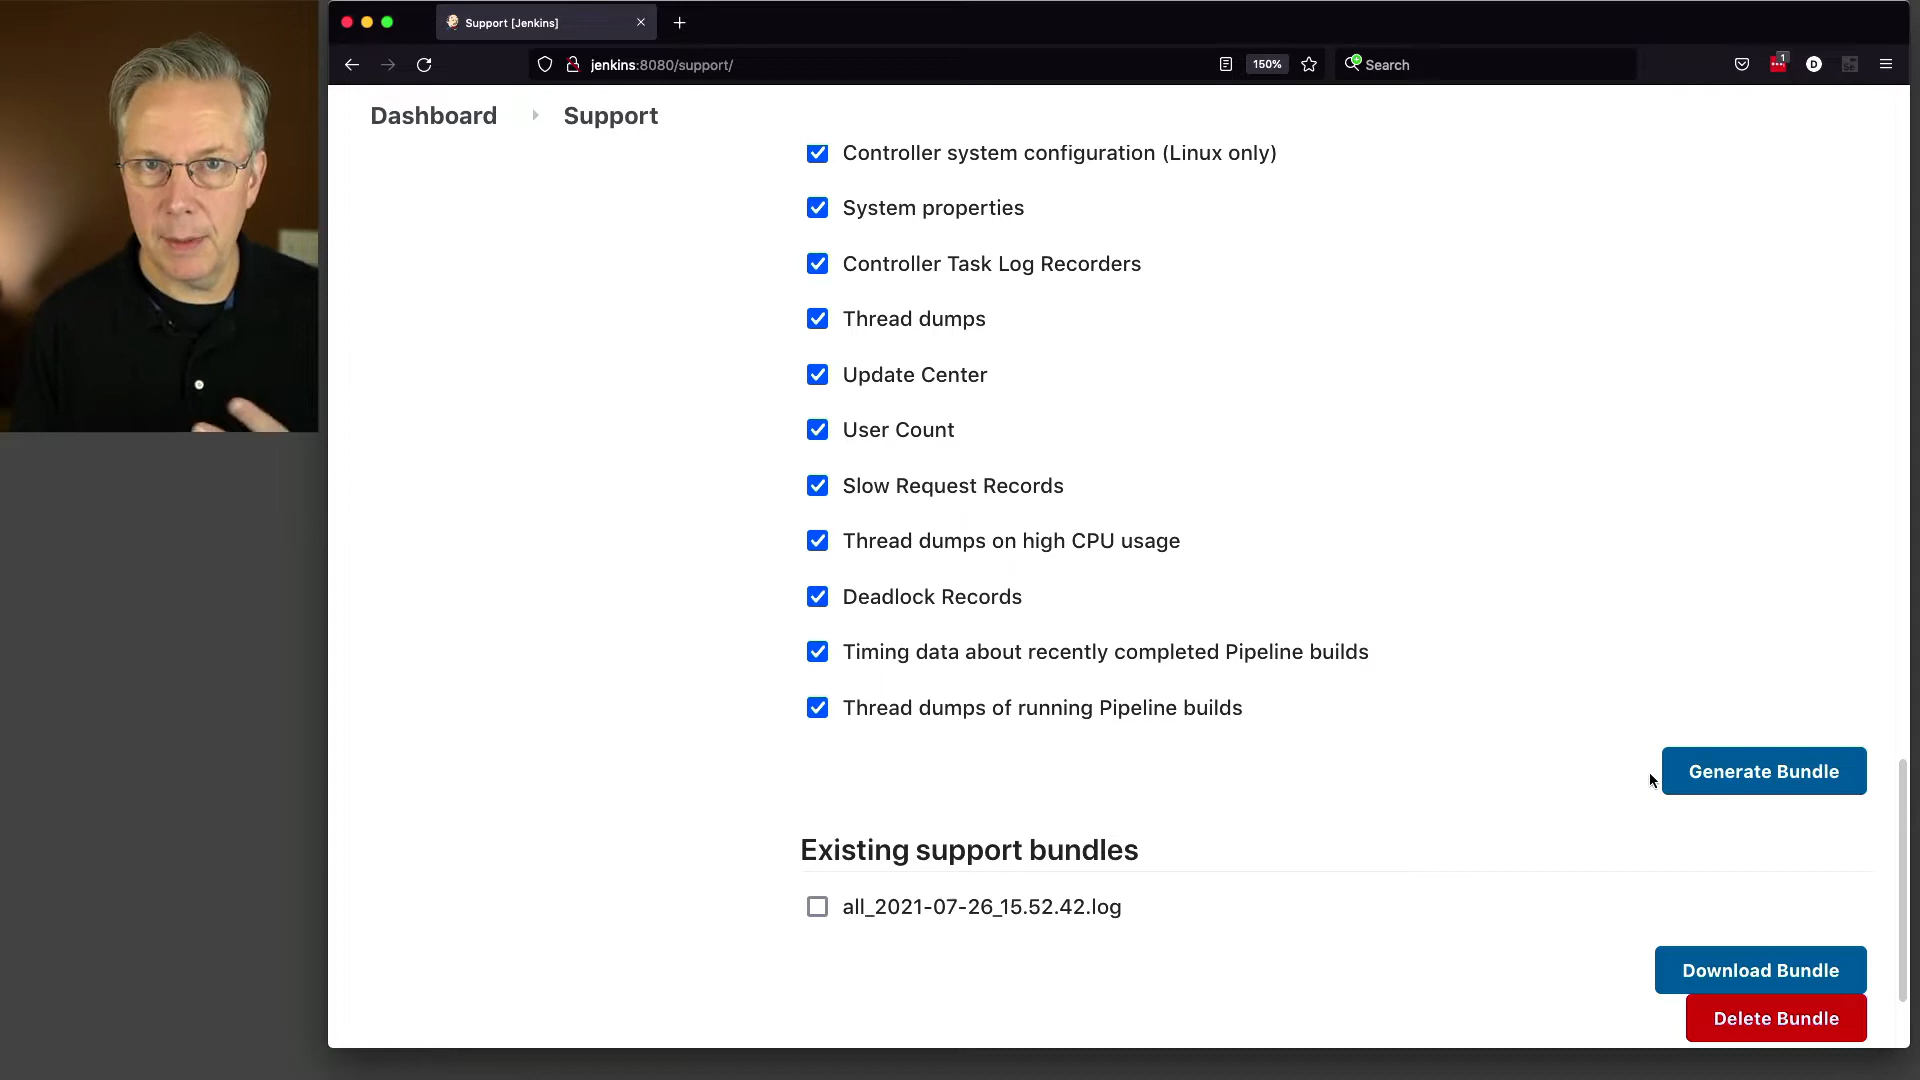 Support [Jenkins]
jenkins:8080/support/
150%
Search
1
D
Dashboard
Support
Controller system configuration (Linux only)
System properties
Controller Task Log Recorders
Thread dumps
Update Center
User Count
Slow Request Records
Thread dumps on high CPU usage
Deadlock Records
Timing data about recently completed Pipeline builds
Thread dumps of running Pipeline builds
Generate Bundle
Existing support bundles
all_2021-07-26_15.52.42.log
Download Bundle
Delete Bundle